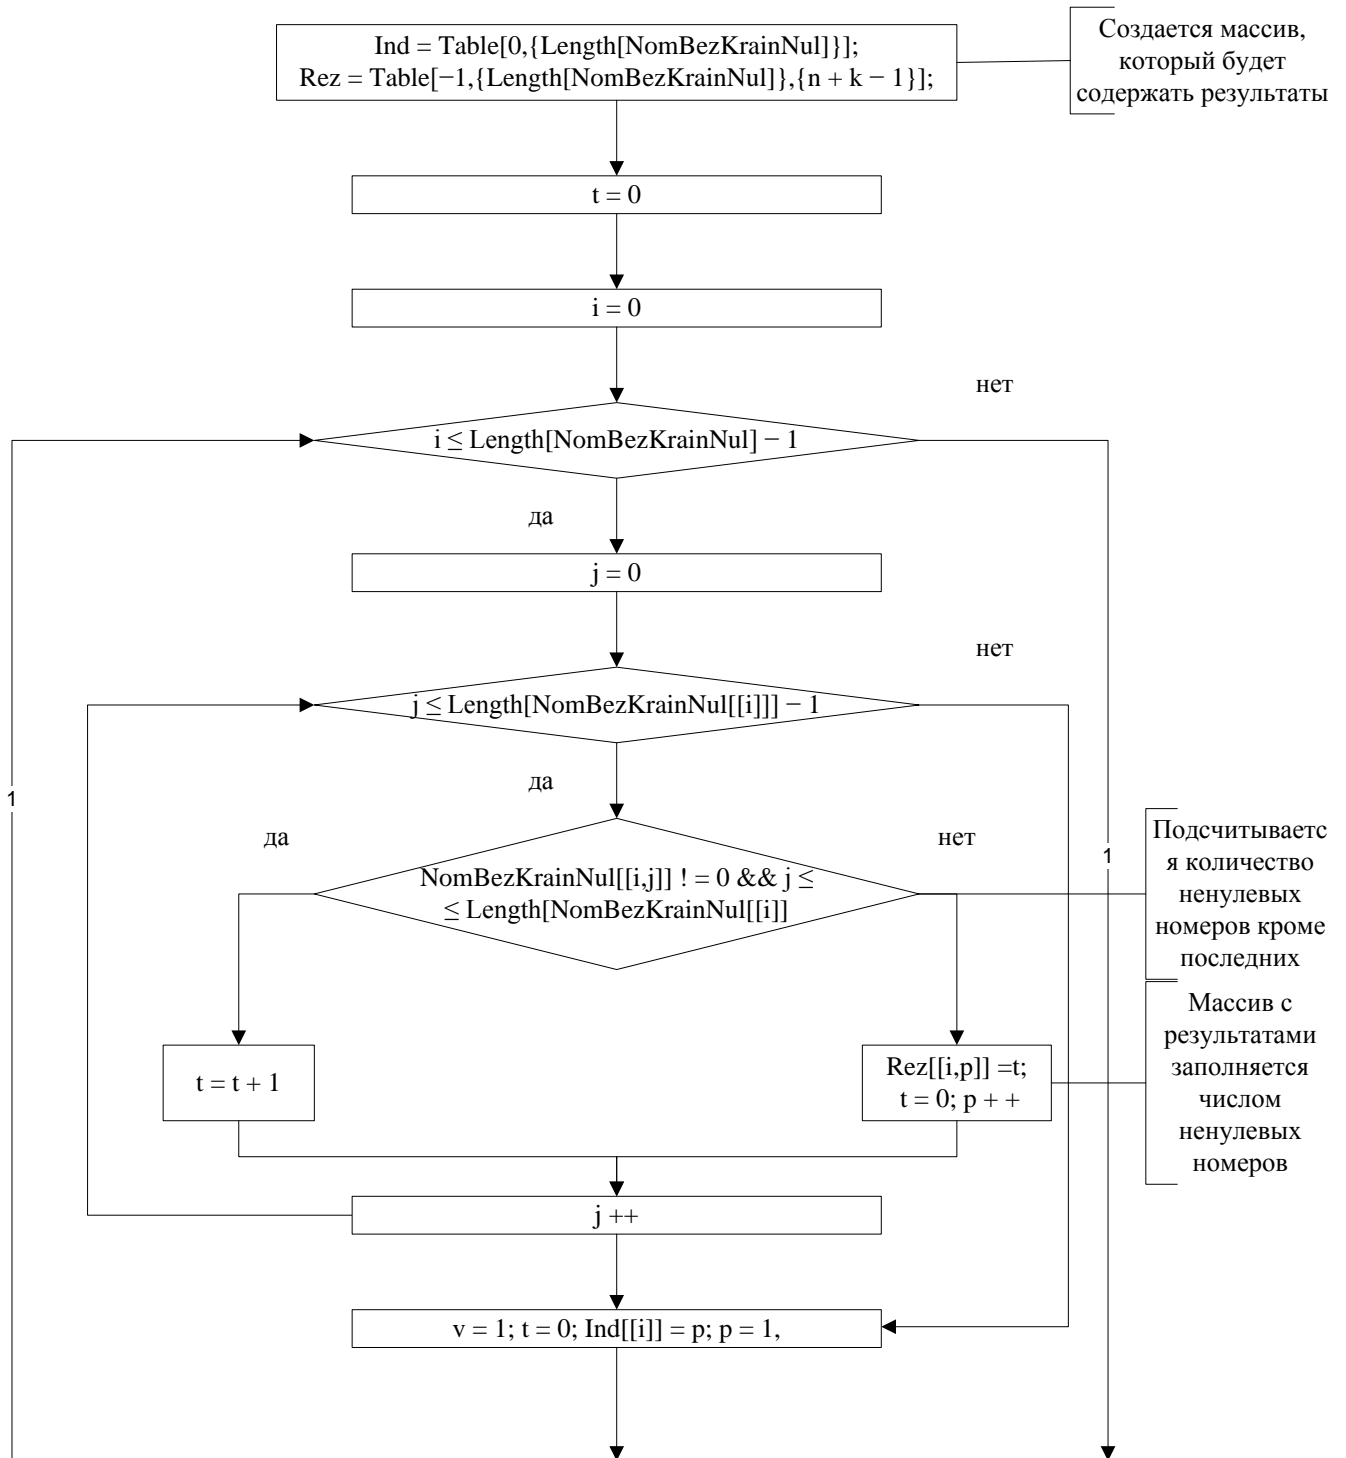 Ind = Table[0,{Length[NomBezKrainNul]}];
Rez = Table[−1,{Length[NomBezKrainNul]},{n + k − 1}];
Создается массив,
который будет
содержать результаты
t = 0
i = 0
нет
i ≤ Length[NomBezKrainNul] − 1
да
j = 0
нет
j ≤ Length[NomBezKrainNul[[i]]] − 1
да
1
1
да
нет
NomBezKrainNul[[i,j]] ! = 0 && j ≤
≤ Length[NomBezKrainNul[[i]]
Подсчитываетс
я количество
ненулевых
номеров кроме
последних
t = t + 1
Rez[[i,p]] =t;
t = 0; p + +
Массив с
результатами
заполняется
числом
ненулевых
номеров
j ++
v = 1; t = 0; Ind[[i]] = p; p = 1,